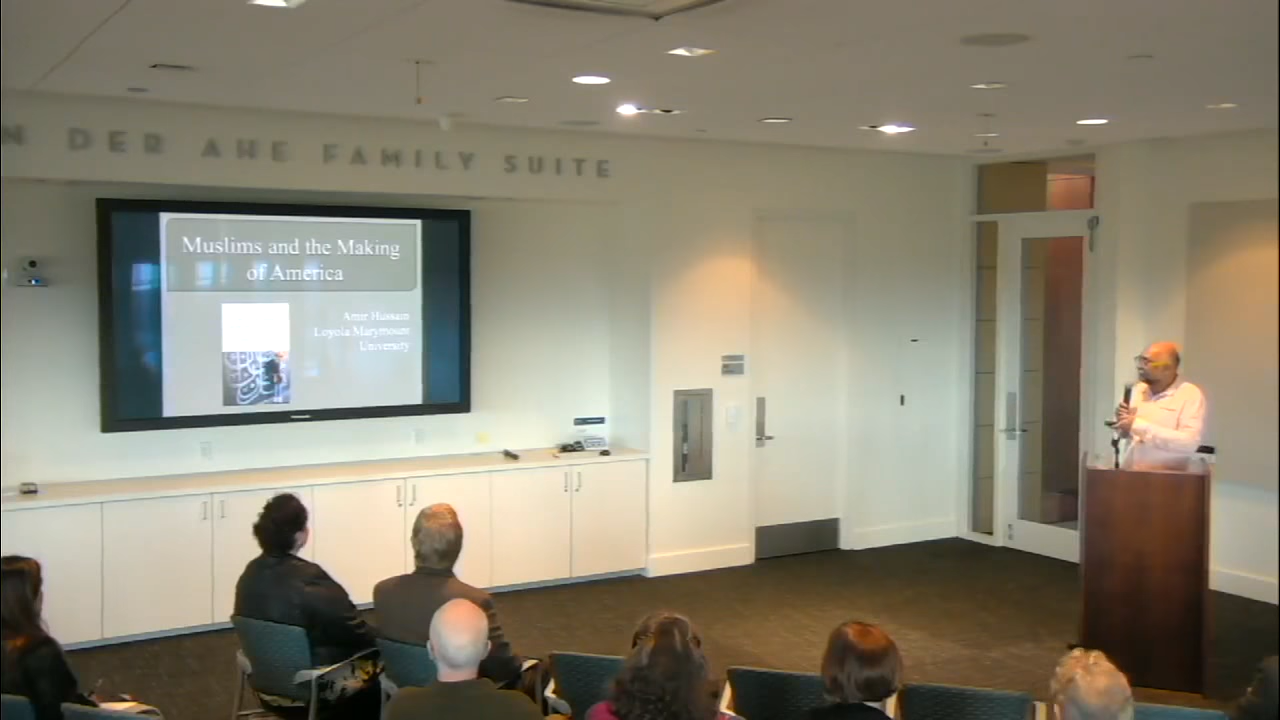 N DER AHE FAMILY SUITE
Muslims and the Making
of America
Amir Hussain
Loyola Marymount
University